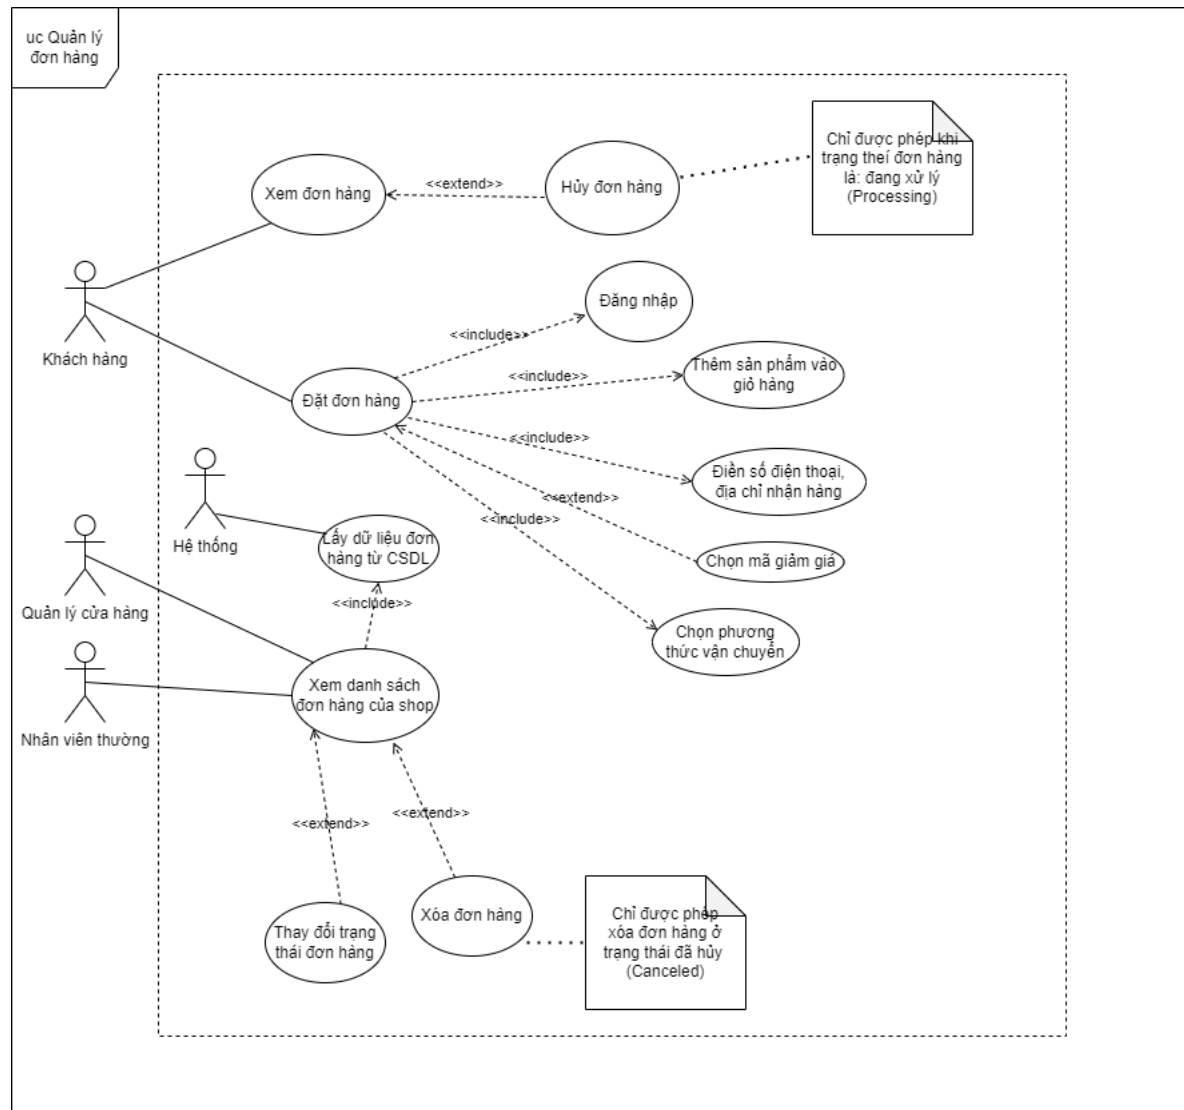 uc Quản lý
đơn hàng
Chỉ được phép khi
trạng theí đơn hàng
là: đang xử lý
(Processing)
Xem đơn hàng
<<extend>>
Hủy đơn hàng
Đăng nhập
<<include>>
Khách hàng
Thêm sản phẩm vào
giỏ hàng
<<include>>
Đặt đơn hàng
<<include>>
Điền số điện thoại,
địa chỉ nhận hàng
<<extend>>
<<include>>
Hệ thống
Lấy dữ liệu đơn
hàng từ CSDL
Chọn mã giảm giá
<<include>>
Quản lý cửa hàng
Chọn phương
thức vận chuyển
Xem danh sách
đơn hàng của shop
Nhân viên thường
<<extend>>
<<extend>>
Xóa đơn hàng
Thay đổi trạng
thái đơn hàng
Chỉ được phép
xóa đơn hàng ở
trạng thái đã hủy
(Canceled)